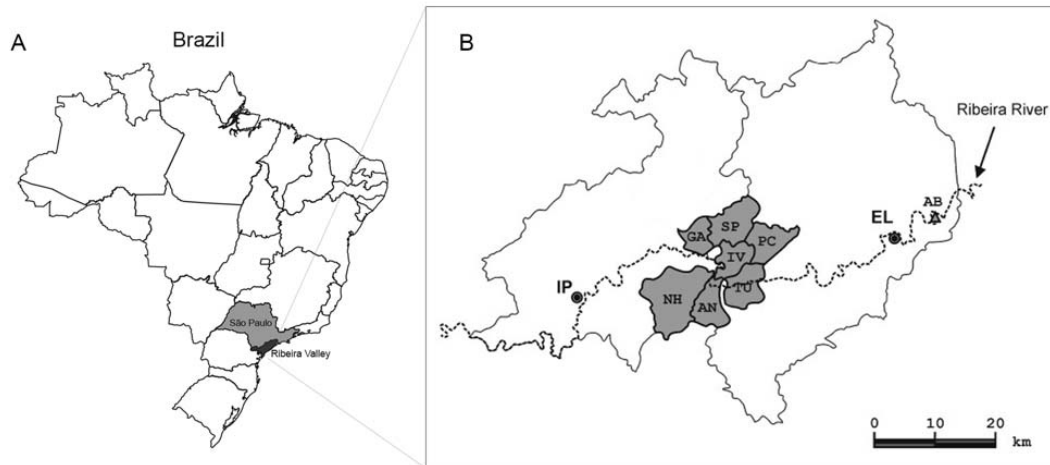 A
Brazil
São Paulo
Ribeira Valley
B
Ribeira River
AB
EL
SP
GA
PC
IV
IP
TU
NH
AN
0 10 20
km